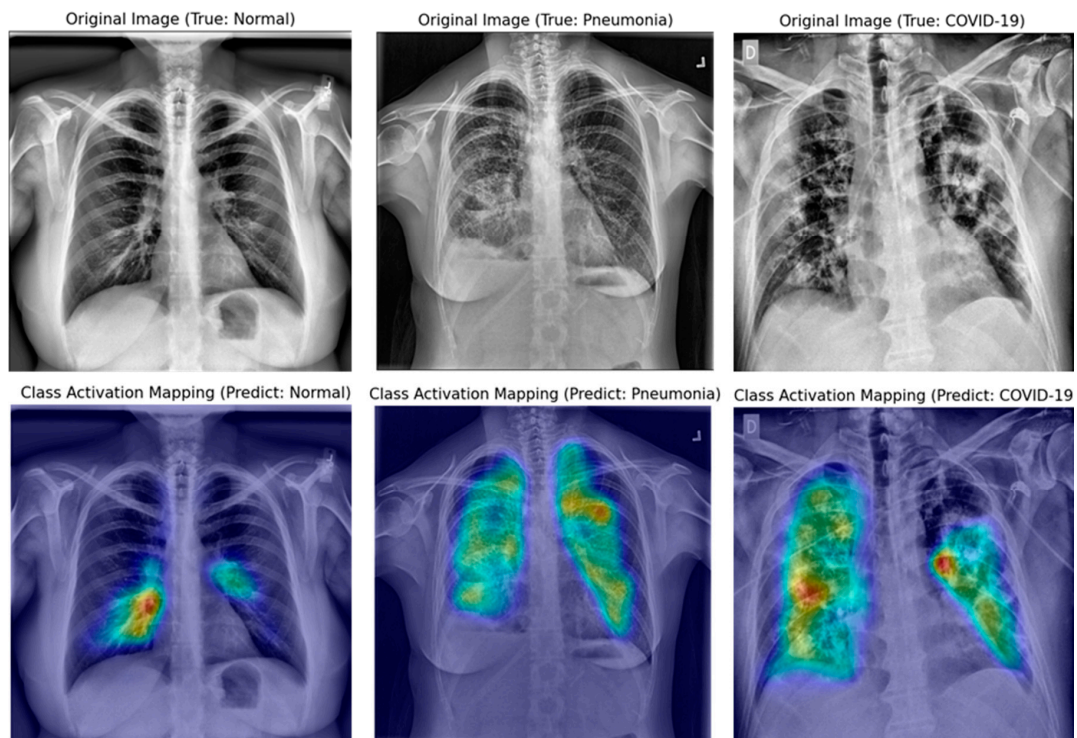 Original Image (True: Normal)
Original Image (True: Pneumonia)
Original Image (True: COVID-19)
L
D
Class Activation Mapping (Predict: Normal)
Class Activation Mapping (Predict: Pneumonia)
Class Activation Mapping (Predict: COVID-19
L
D